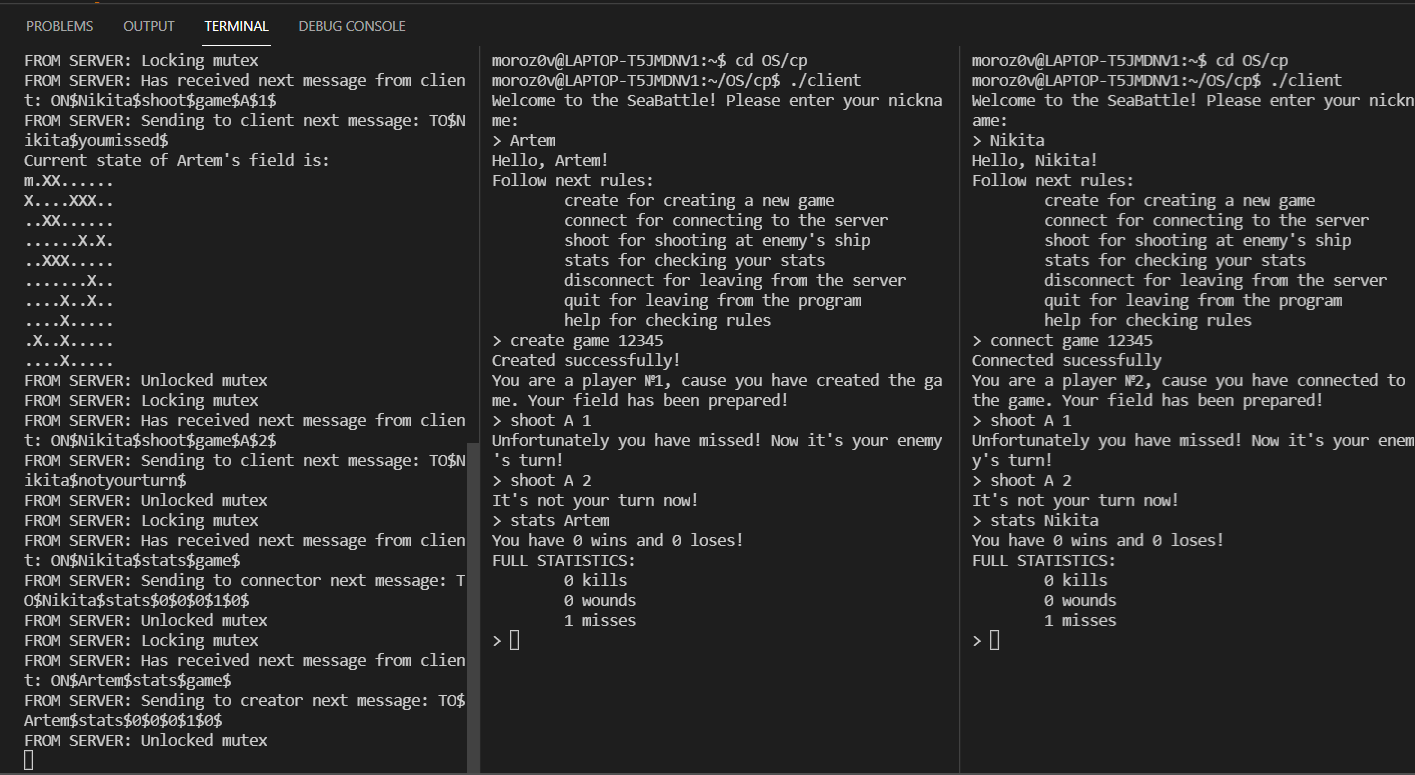 PROBLEMS OUTPUT TERMINAL DEBUG CONSOLE
FROM SERVER: Locking mutex
FROM SERVER: Has received next message from clien
t: ON$Nikita$shoot$game$A$1$
FROM SERVER: Sending to client next message: TO$N
ikita$youmissed$
Current state of Artem's field is:
m.XX......
X....XXX..
..XX......
......X.X.
..XXX.....
.......X..
....X..X..
....X.....
.X..X.....
....X.....
FROM SERVER: Unlocked mutex
FROM SERVER: Locking mutex
FROM SERVER: Has received next message from clien
t: ON$Nikita$shoot$game$A$2$
FROM SERVER: Sending to client next message: TO$N
ikita$notyourturn$
FROM SERVER: Unlocked mutex
FROM SERVER: Locking mutex
FROM SERVER: Has received next message from clien
t: ON$Nikita$stats$game$
FROM SERVER: Sending to connector next message: T
O$Nikita$stats$0$0$0$1$0$
FROM SERVER: Unlocked mutex
FROM SERVER: Locking mutex
FROM SERVER: Has received next message from clien
t: ON$Artem$stats$game$
FROM SERVER: Sending to creator next message: TO$
Artem$stats$0$0$0$1$0$
FROM SERVER: Unlocked mutex
moroz0v@LAPTOP-T5JMDNV1:~$ cd OS/cp
moroz0v@LAPTOP-T5JMDNV1:~/OS/cp$ ./client
Welcome to the SeaBattle! Please enter your nickna
me:
> Artem
Hello, Artem!
Follow next rules:
create for creating a new game
connect for connecting to the server
shoot for shooting at enemy's ship
stats for checking your stats
disconnect for leaving from the server
quit for leaving from the program
help for checking rules
> create game 12345
Created successfully!
You are a player №1, cause you have created the ga
me. Your field has been prepared!
> shoot A 1
Unfortunately you have missed! Now it's your enemy
's turn!
> shoot A 2
It's not your turn now!
> stats Artem
You have 0 wins and 0 loses!
FULL STATISTICS:
0 kills
0 wounds
1 misses
>
moroz0v@LAPTOP-T5JMDNV1:~$ cd OS/cp
moroz0v@LAPTOP-T5JMDNV1:~/OS/cp$ ./client
Welcome to the SeaBattle! Please enter your nickn
ame:
> Nikita
Hello, Nikita!
Follow next rules:
create for creating a new game
connect for connecting to the server
shoot for shooting at enemy's ship
stats for checking your stats
disconnect for leaving from the server
quit for leaving from the program
help for checking rules
> connect game 12345
Connected sucessfully
You are a player №2, cause you have connected to
the game. Your field has been prepared!
> shoot A 1
Unfortunately you have missed! Now it's your enem
y's turn!
> shoot A 2
It's not your turn now!
> stats Nikita
You have 0 wins and 0 loses!
FULL STATISTICS:
0 kills
0 wounds
1 misses
>